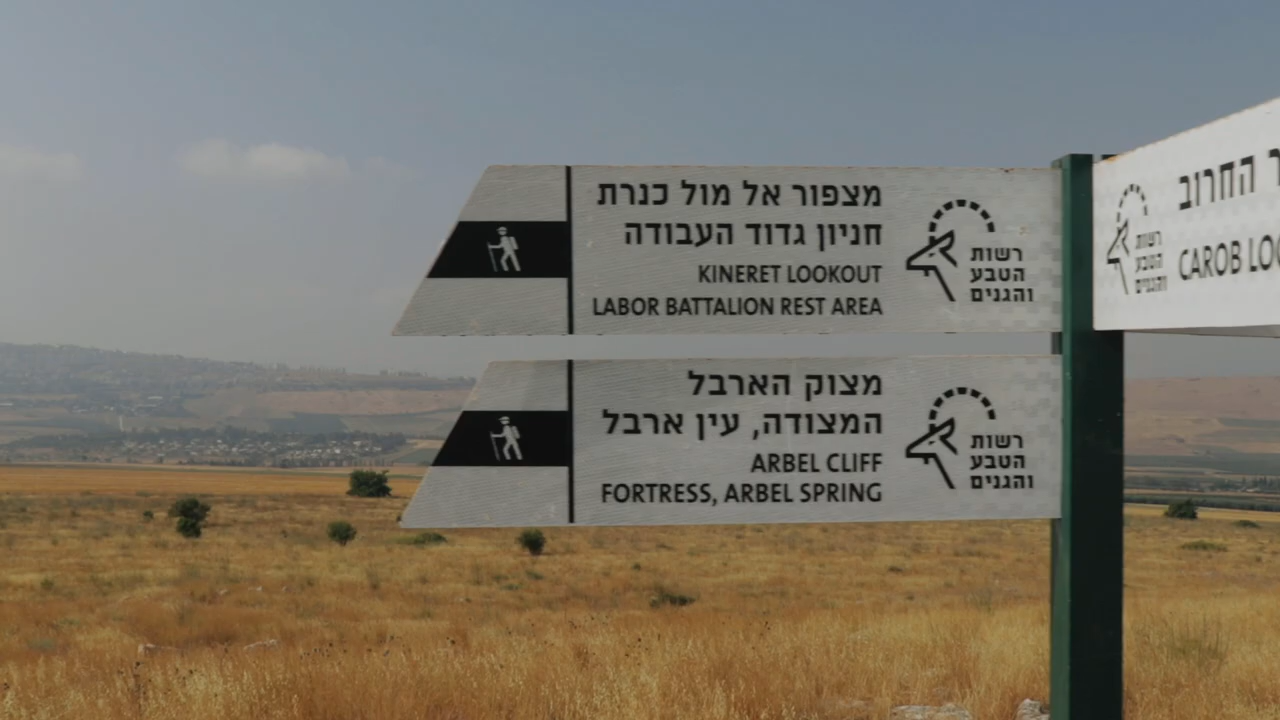 מצפור אל מול כנרת
חניון גדוד העבודה
KINERET LOOKOUT
LABOR BATTALION REST AREA
רשות
הטבע
והגנים
מצוק הארבל
המצודה, עין ארבל
ARBEL CLIFF
FORTRESS, ARBEL SPRING
רשות
הטבע
והגנים
החרוב
CAROB
רשות
הטבע
והגנים